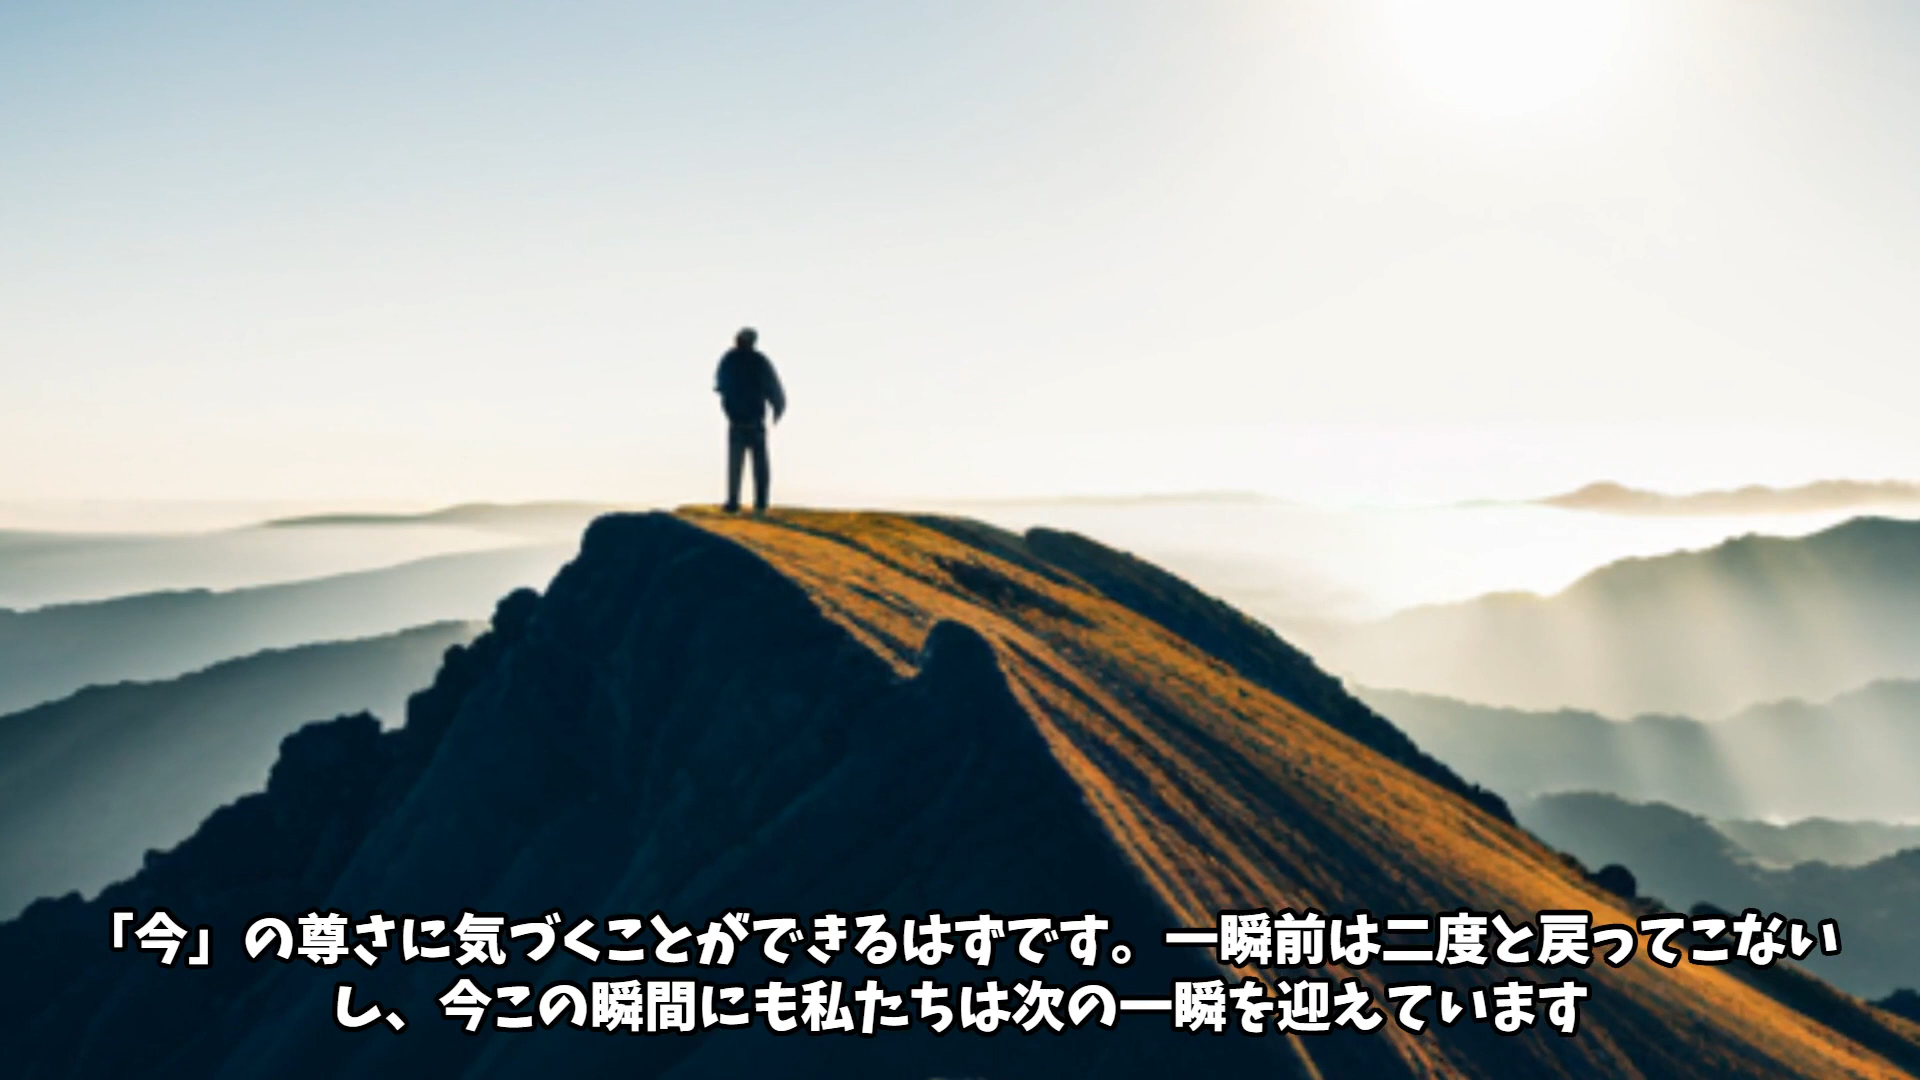 「今」の尊さに気づくことができるはずです。一瞬前は二度と戻ってこない
し、今この瞬間にも私たちは次の一瞬を迎えています